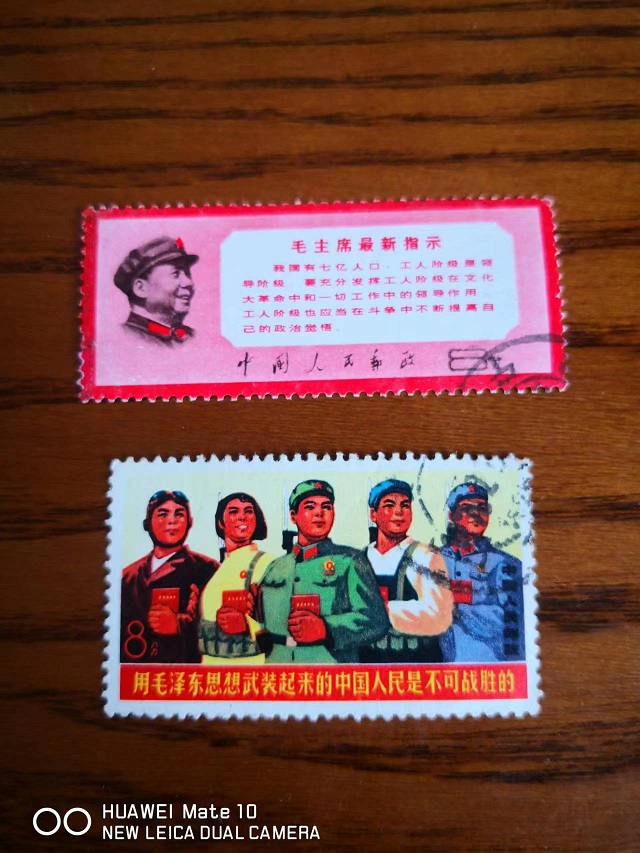 毛主席最新指示
我国有七亿人口，工人阶级是领
导阶级．要充分发挥工人阶级在文化
大革命中和一切工作中的领导作用．
工人阶级也应当在斗争中不断提高自
己的政治觉悟．
中国人民邮政
8分
用毛泽东思想武装起来的中国人民是不可战胜的
HUAWEI Mate 10
NEW LEICA DUAL CAMERA